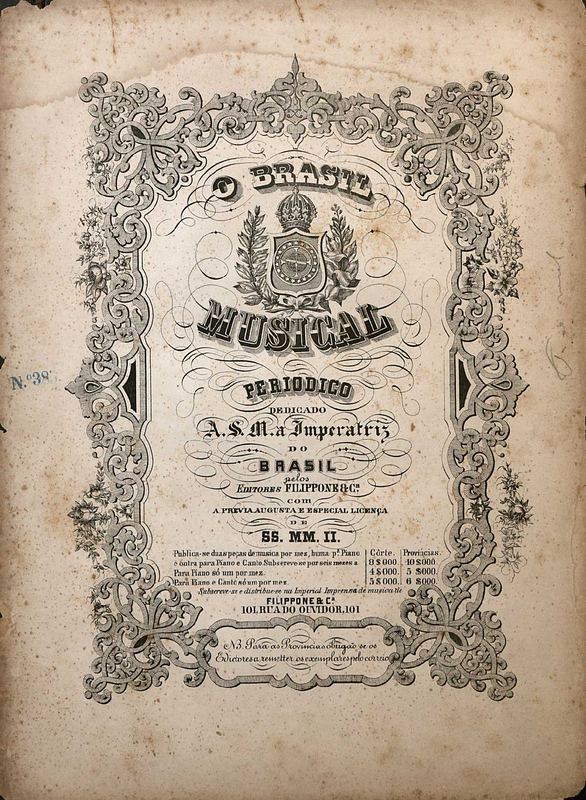 O BRASIL
MUSICAL
PERIODICO
DEDICADO
A.S.M.a Imperatriz
DO
BRASIL
pelos
EDITORES FILIPPONE & Cª
com
A PREVIA AUGUSTA E ESPECIAL LICENÇA
DE
SS. MM. II.
Publica-se duas peças de musica por mez, huma pª Piano | Côrte. | Provincias.
e outra para Piano e Canto. Subscreve-se por seis mezes a | 8$000. | 10$000.
Para Piano só um por mez. | 4$000. | 5$000.
Para Piano e Canto só um por mez. | 5$000. | 6$000.
Subscreve-se e distribue-se na Imperial Imprensa de musica de
FILIPPONE & Cª
101, RUA DO OUVIDOR, 101
NB. Para as Provincias obrigão se os
Edictores a remetter os exemplares pelo correio
N.º 38